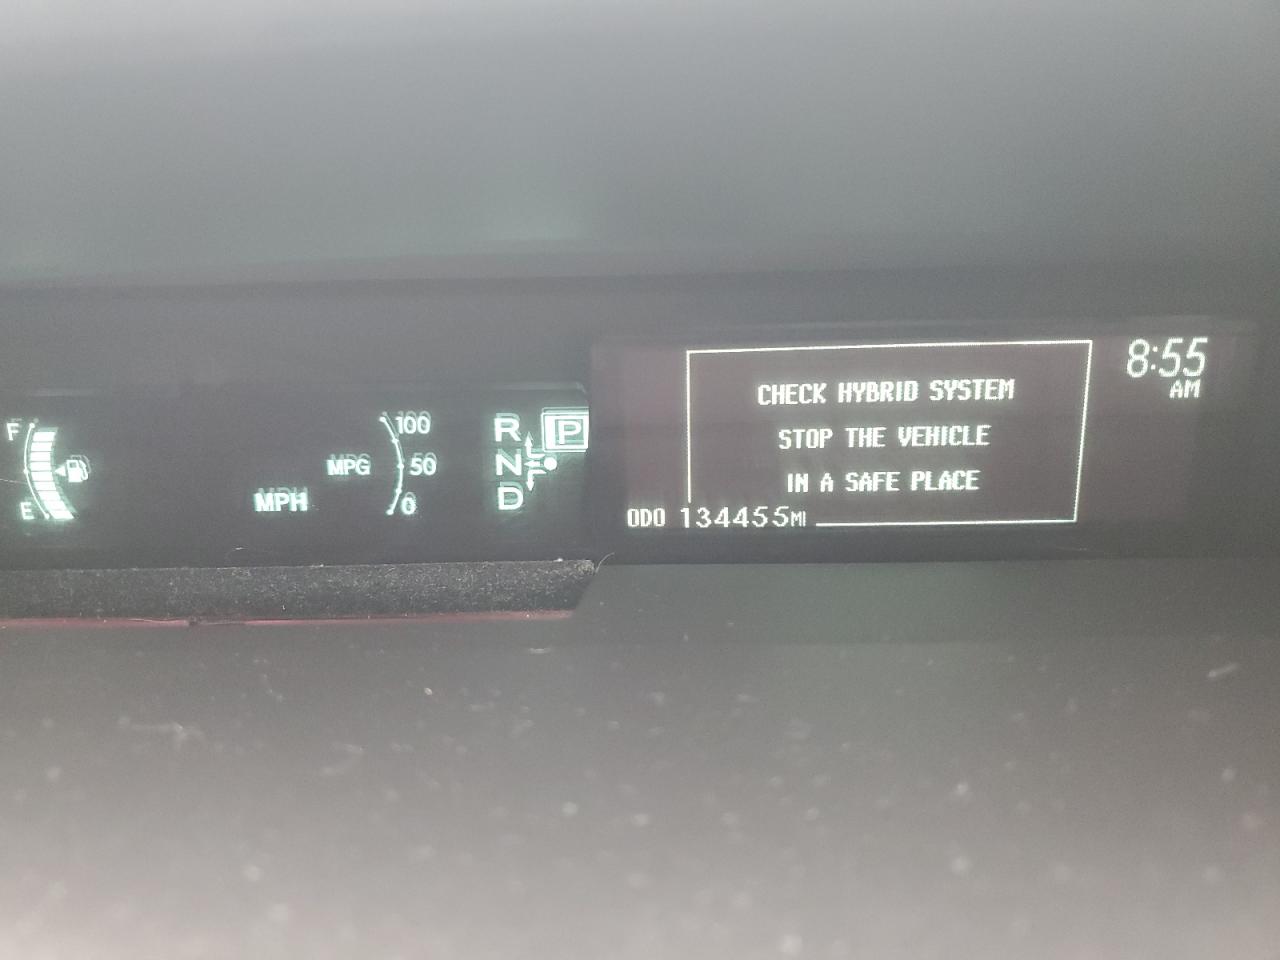 F
E
MPH
MPG
100
50
0
R
N
D
P
CHECK HYBRID SYSTEM
STOP THE VEHICLE
IN A SAFE PLACE
ODO 134455MI
8:55
AM